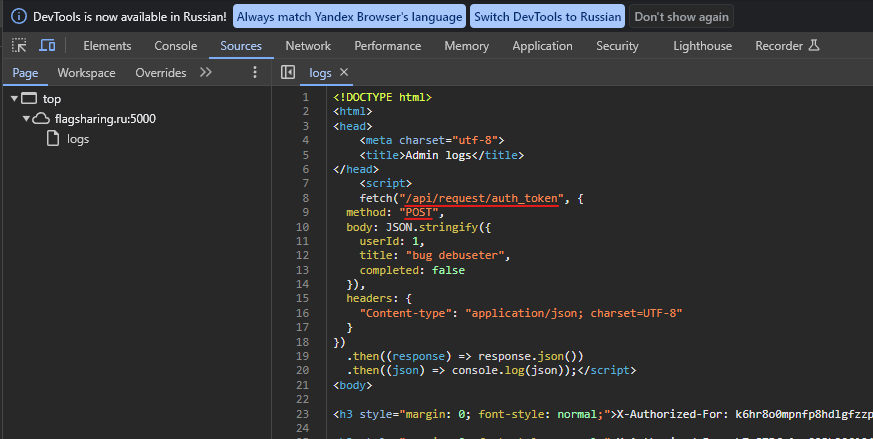 DevTools is now available in Russian! Always match Yandex Browser's language Switch DevTools to Russian Don't show again
Elements Console Sources Network Performance Memory Application Security Lighthouse Recorder
Page Workspace Overrides >> logs ×
top
flagsharing.ru:5000
logs
1 <!DOCTYPE html>
2 <html>
3 <head>
4 <meta charset="utf-8">
5 <title>Admin logs</title>
6 </head>
7 <script>
8 fetch("/api/request/auth_token", {
9 method: "POST",
10 body: JSON.stringify({
11 userId: 1,
12 title: "bug debuseter",
13 completed: false
14 }),
15 headers: {
16 "Content-type": "application/json; charset=UTF-8"
17 }
18 })
19 .then((response) => response.json())
20 .then((json) => console.log(json));</script>
21 <body>
22
23 <h3 style="margin: 0; font-style: normal;">X-Authorized-For: k6hr8o0mpnfp8hdlgfzzp